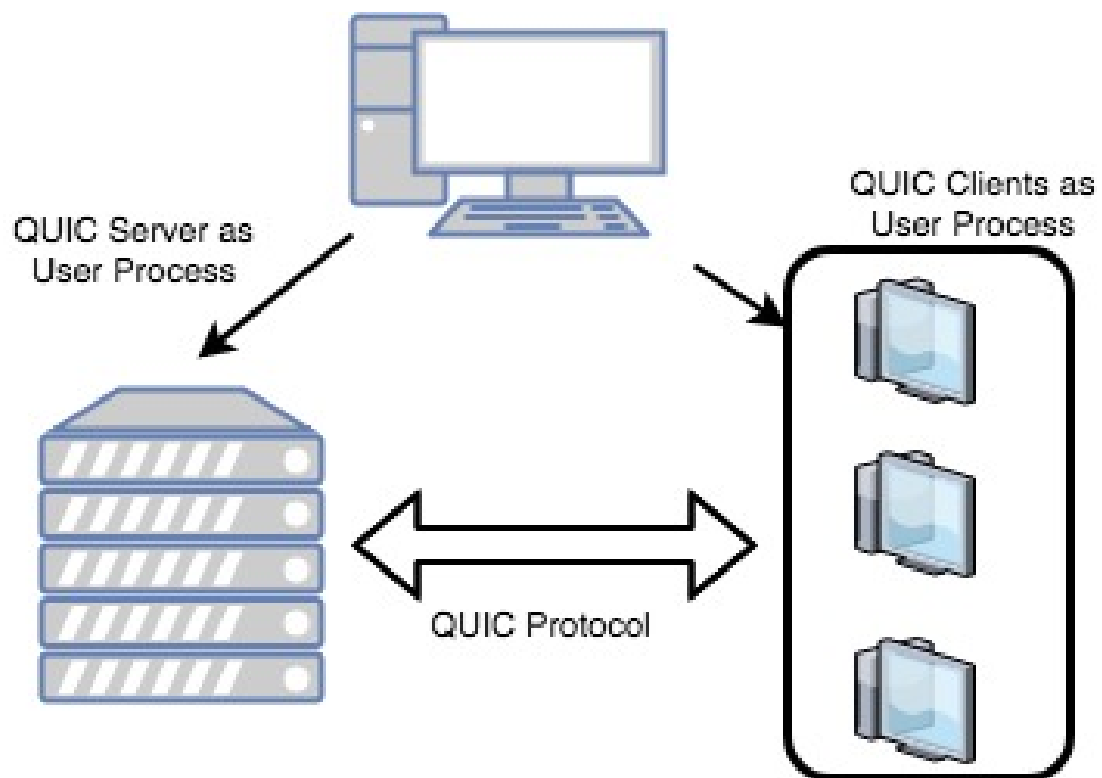 QUIC Clients as
User Process
QUIC Server as
User Process
QUIC Protocol